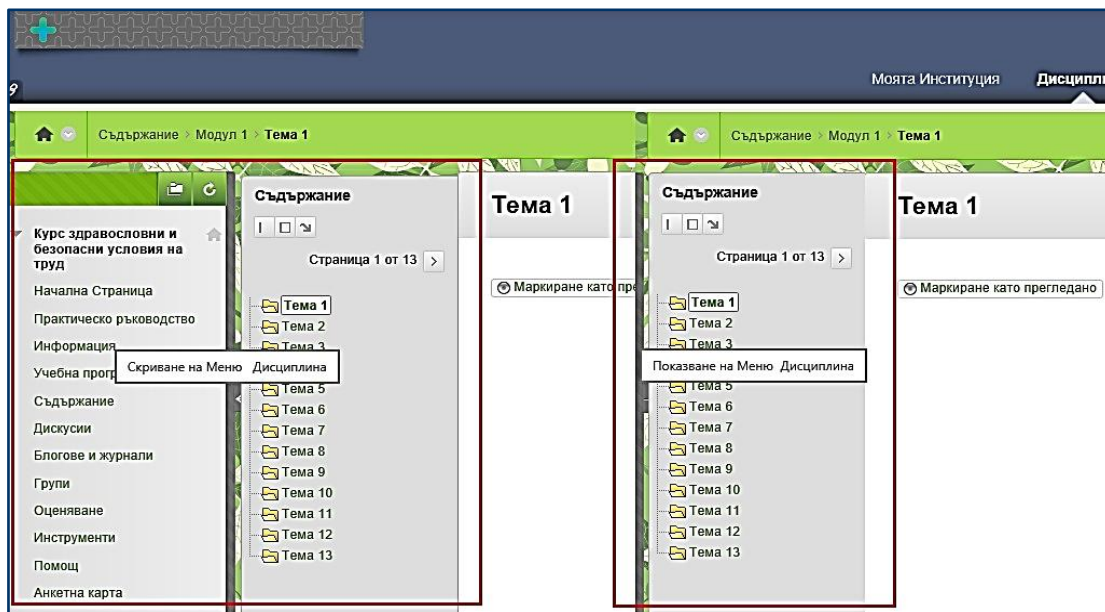 Моята Институция
Съдържание > Модул 1 > Тема 1
Курс здравословни и
безопасни условия на
труд
Начална Страница
Практическо ръководство
Информация
Учебна
Съдържание
Дискусии
Блогове и журнали
Групи
Оценяване
Инструменти
Помощ
Анкетна карта
Скриване на Меню Дисциплина
Съдържание
Страница 1 от 13
Тема 1
Тема 2
Тема 3
Тема 5
Тема 6
Тема 7
Тема 8
Тема 9
Тема 10
Тема 11
Тема 12
Тема 13
Тема 1
Маркиране като
Съдържание > Модул 1 > Тема 1
Съдържание
Страница 1 от 13
Тема 1
Тема 2
Тема 3
Показване на Меню Дисциплина
Тема 5
Тема 6
Тема 7
Тема 8
Тема 9
Тема 10
Тема 11
Тема 12
Тема 13
Тема 1
Маркиране като прегледано